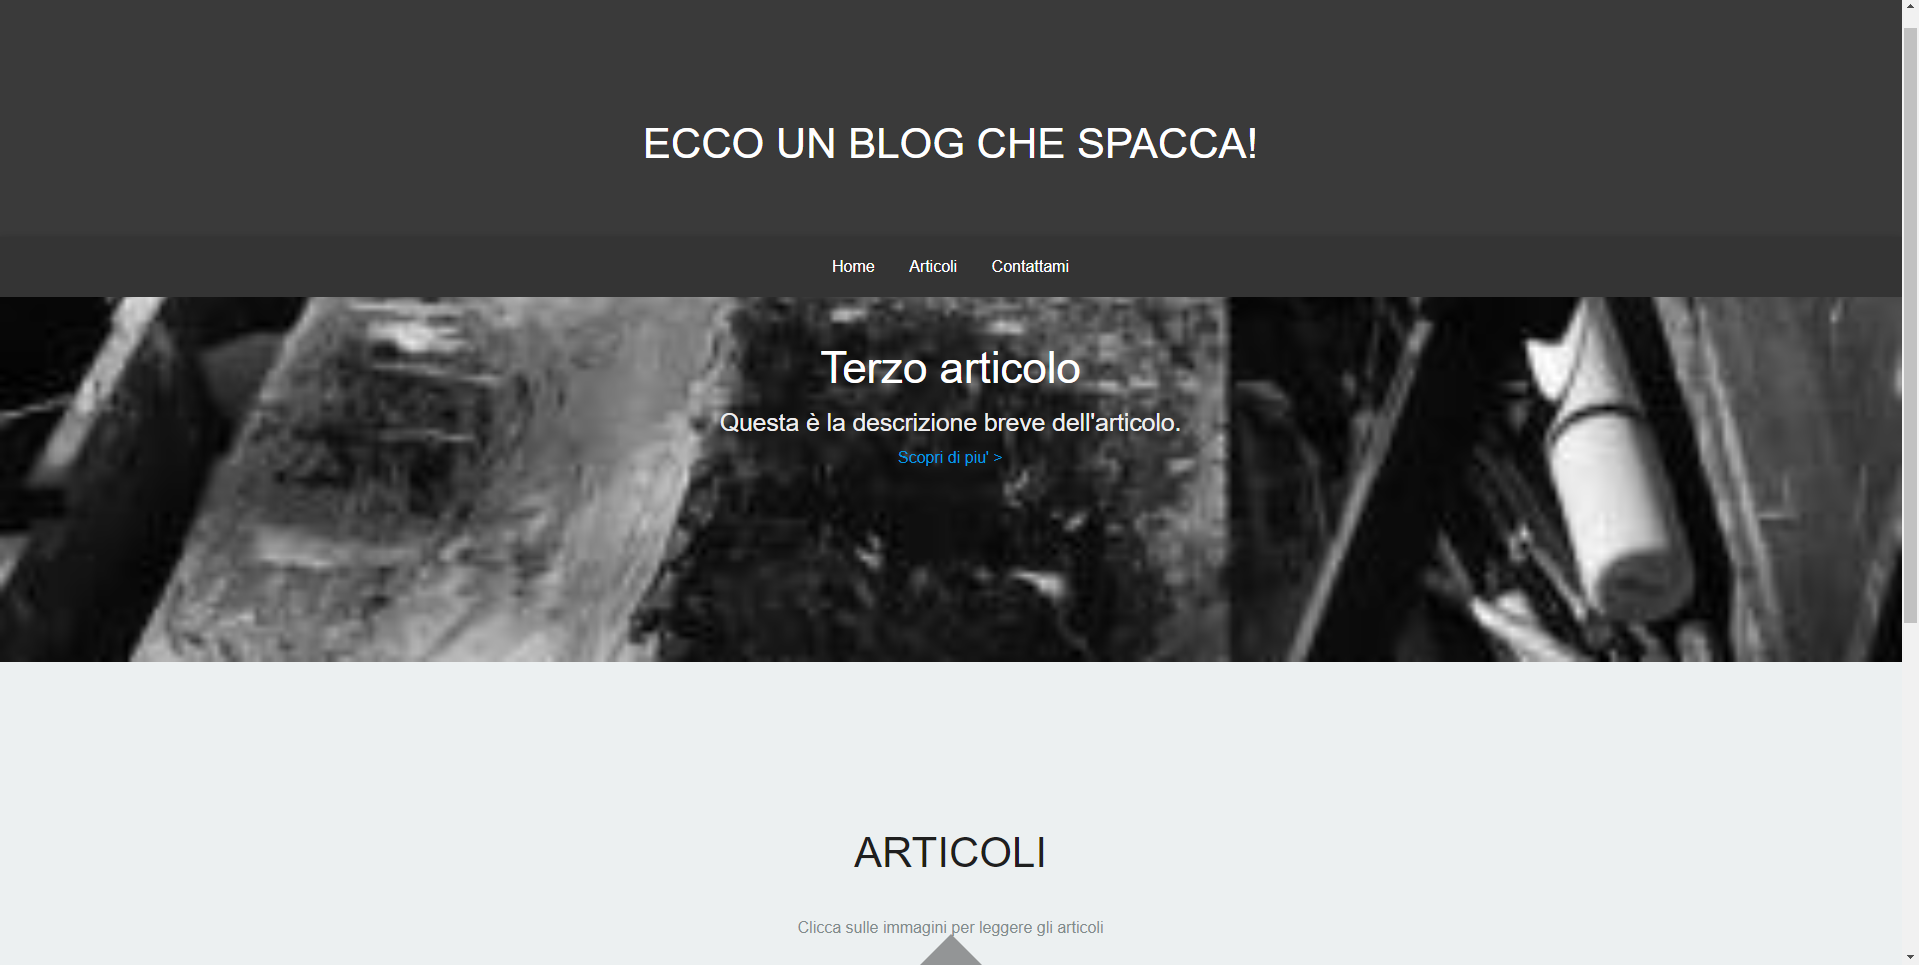 ECCO UN BLOG CHE SPACCA!
Home Articoli Contattami
Terzo articolo
Questa è la descrizione breve dell'articolo.
Scopri di piu' >
ARTICOLI
Clicca sulle immagini per leggere gli articoli